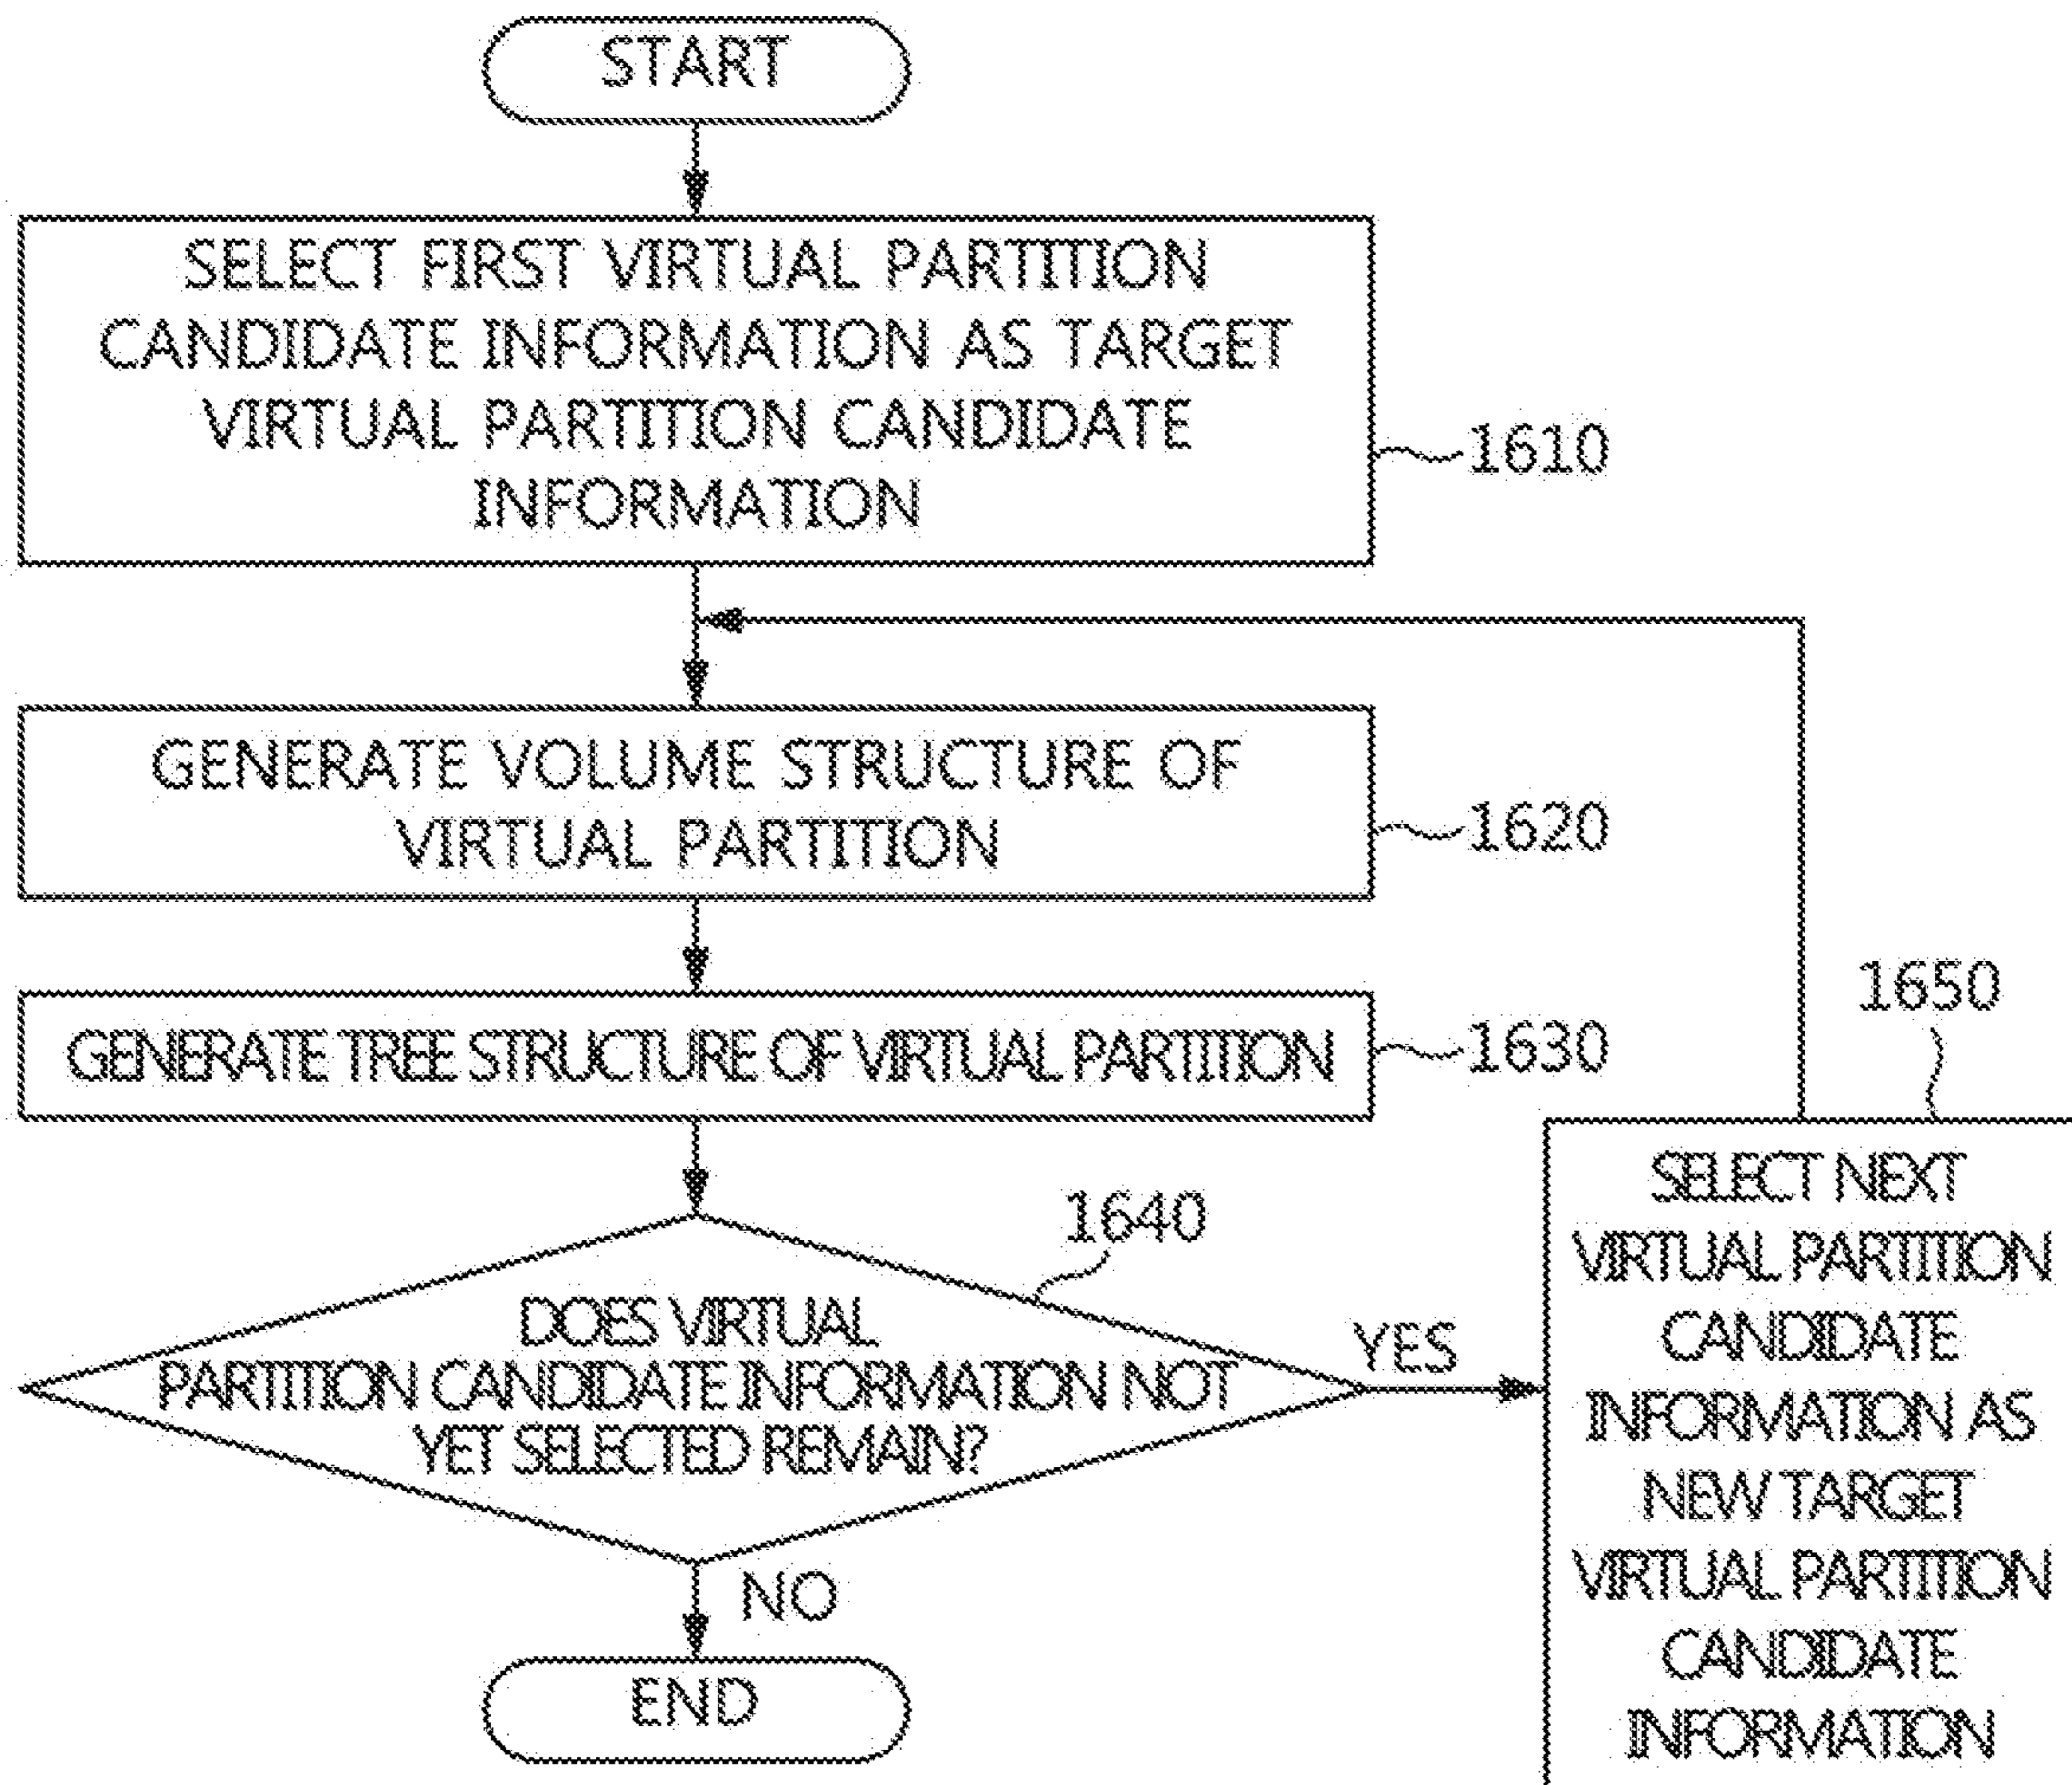 START
SELECT FIRST VIRTUAL PARTITION
CANDIDATE INFORMATION AS TARGET
VIRTUAL PARTITION CANDIDATE
INFORMATION
1610
GENERATE VOLUME STRUCTURE OF
VIRTUAL PARTITION
1620
GENERATE TREE STRUCTURE OF VIRTUAL PARTITION
1630
1640
DOES VIRTUAL
PARTITION CANDIDATE INFORMATION NOT
YET SELECTED REMAIN?
YES
NO
1650
SELECT NEXT
VIRTUAL PARTITION
CANDIDATE
INFORMATION AS
NEW TARGET
VIRTUAL PARTITION
CANDIDATE
INFORMATION
END